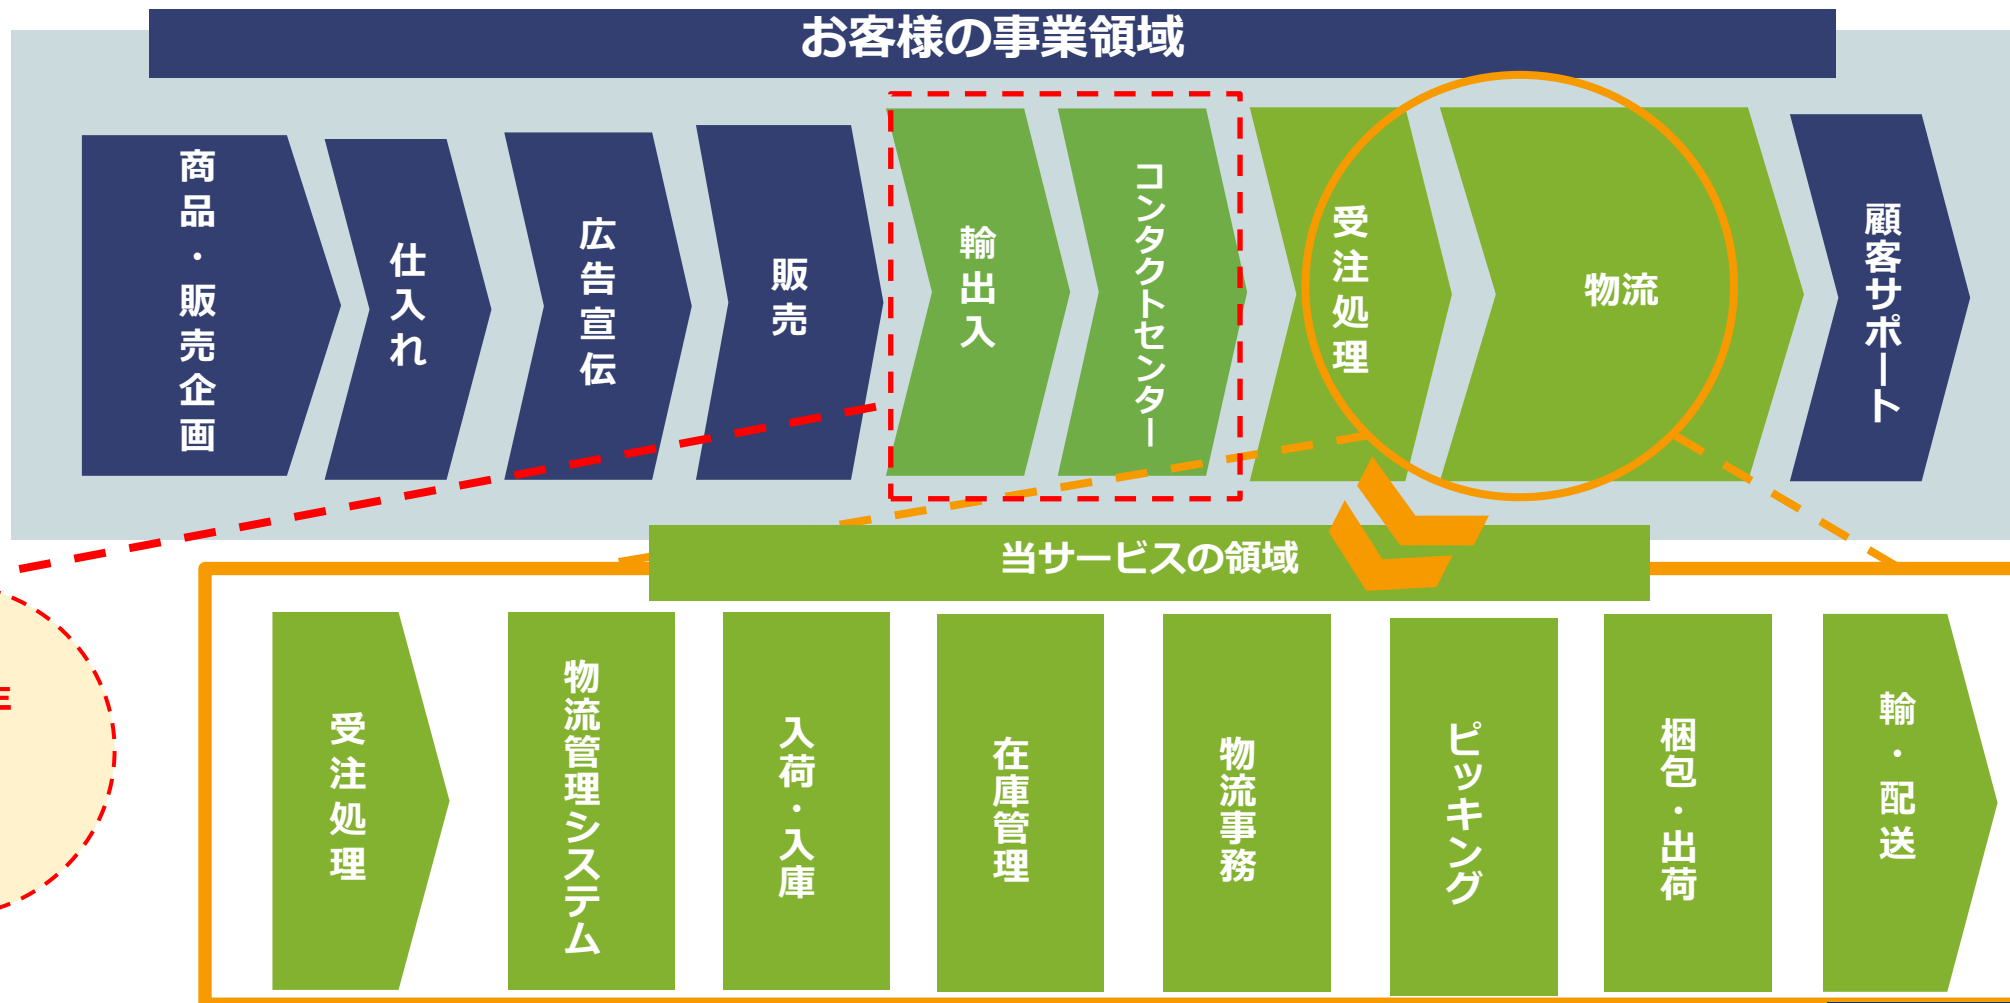 お客様の事業領域
商品・販売企画
仕入れ
広告宣伝
販売
輸出入
コンタクトセンター
受注処理
物流
顧客サポート
当サービスの領域
受注処理
物流管理システム
入荷・入庫
在庫管理
物流事務
ピッキング
梱包・出荷
輸・配送